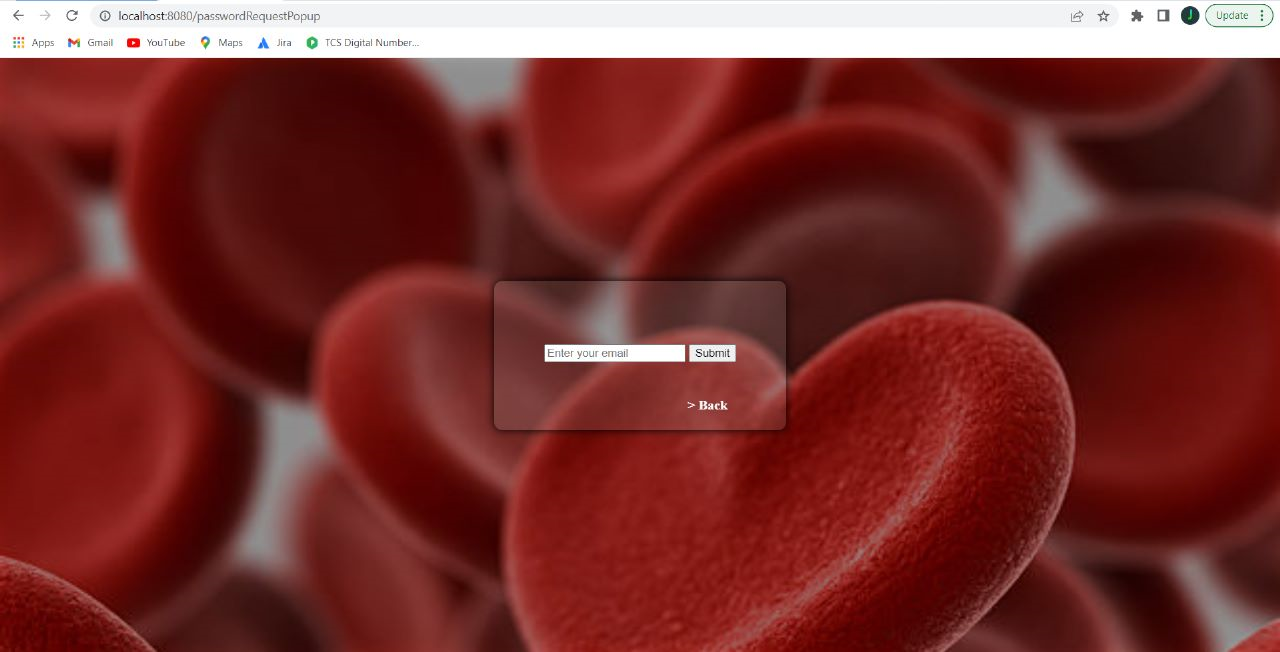 localhost:8080/passwordRequestPopup
J
Update
Apps Gmail YouTube Maps Jira TCS Digital Number...
Enter your email Submit
> Back